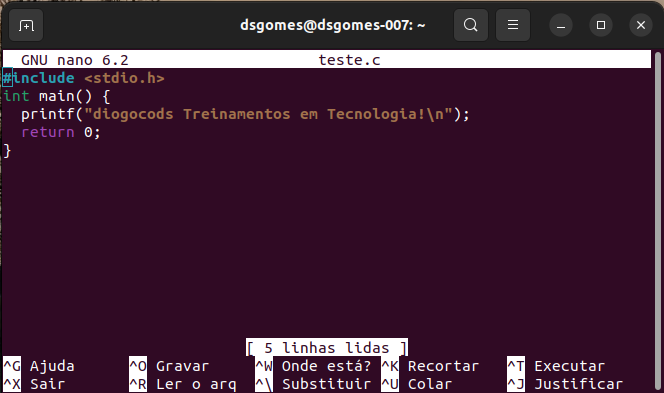 dsgomes@dsgomes-007: ~
GNU nano 6.2 teste.c
#include <stdio.h>
int main() {
  printf("diogocods Treinamentos em Tecnologia!\n");
  return 0;
}
[ 5 linhas lidas ]
^G Ajuda ^O Gravar ^W Onde está? ^K Recortar ^T Executar
^X Sair ^R Ler o arq ^\ Substituir ^U Colar ^J Justificar